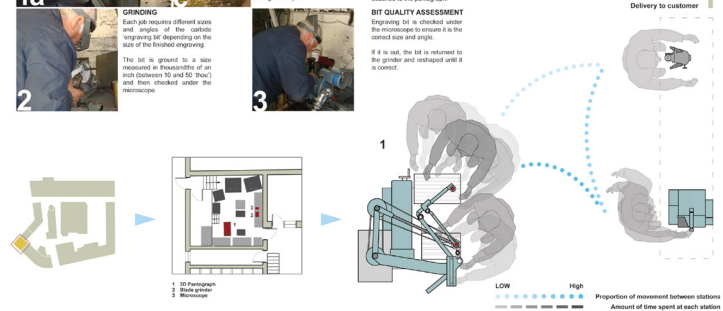 1a
c
Delivery to customer
GRINDING
Each job requires different sizes
and angles of the carbide
'engraving bit' depending on the
size of the finished engraving.
The bit is ground to a size
measured in thousandths of an
inch (between 10 and 50 'thou')
and then checked under the
microscope.
2
BIT QUALITY ASSESSMENT
Engraving bit is checked under
the microscope to ensure it is the
correct size and angle.
If it is out, the bit is returned to
the grinder and reshaped until it
is correct.
3
1
3
2
1
1 3D Pantograph
2 Blade grinder
3 Microscope
LOW High
Proportion of movement between stations
Amount of time spent at each station